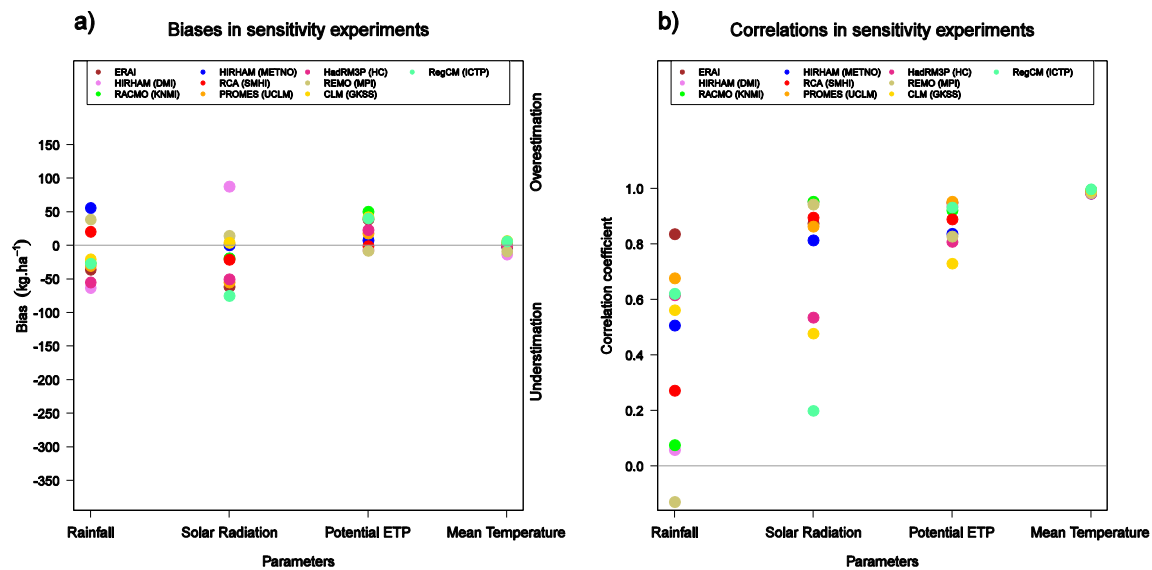 a)
Biases in sensitivity experiments
ERAI
HIRHAM (DMI)
RACMO (KNMI)
HIRHAM (METNO)
RCA (SMHI)
PROMES (UCLM)
HadRM3P (HC)
REMO (MPI)
CLM (GKSS)
RegCM (ICTP)
Bias (kg.ha⁻¹)
150
100
50
0
-50
-100
-150
-200
-250
-300
-350
Overestimation
Understimation
Rainfall
Solar Radiation
Potential ETP
Mean Temperature
Parameters
b)
Correlations in sensitivity experiments
ERAI
HIRHAM (DMI)
RACMO (KNMI)
HIRHAM (METNO)
RCA (SMHI)
PROMES (UCLM)
HadRM3P (HC)
REMO (MPI)
CLM (GKSS)
RegCM (ICTP)
Correlation coefficient
1.0
0.8
0.6
0.4
0.2
0.0
Rainfall
Solar Radiation
Potential ETP
Mean Temperature
Parameters